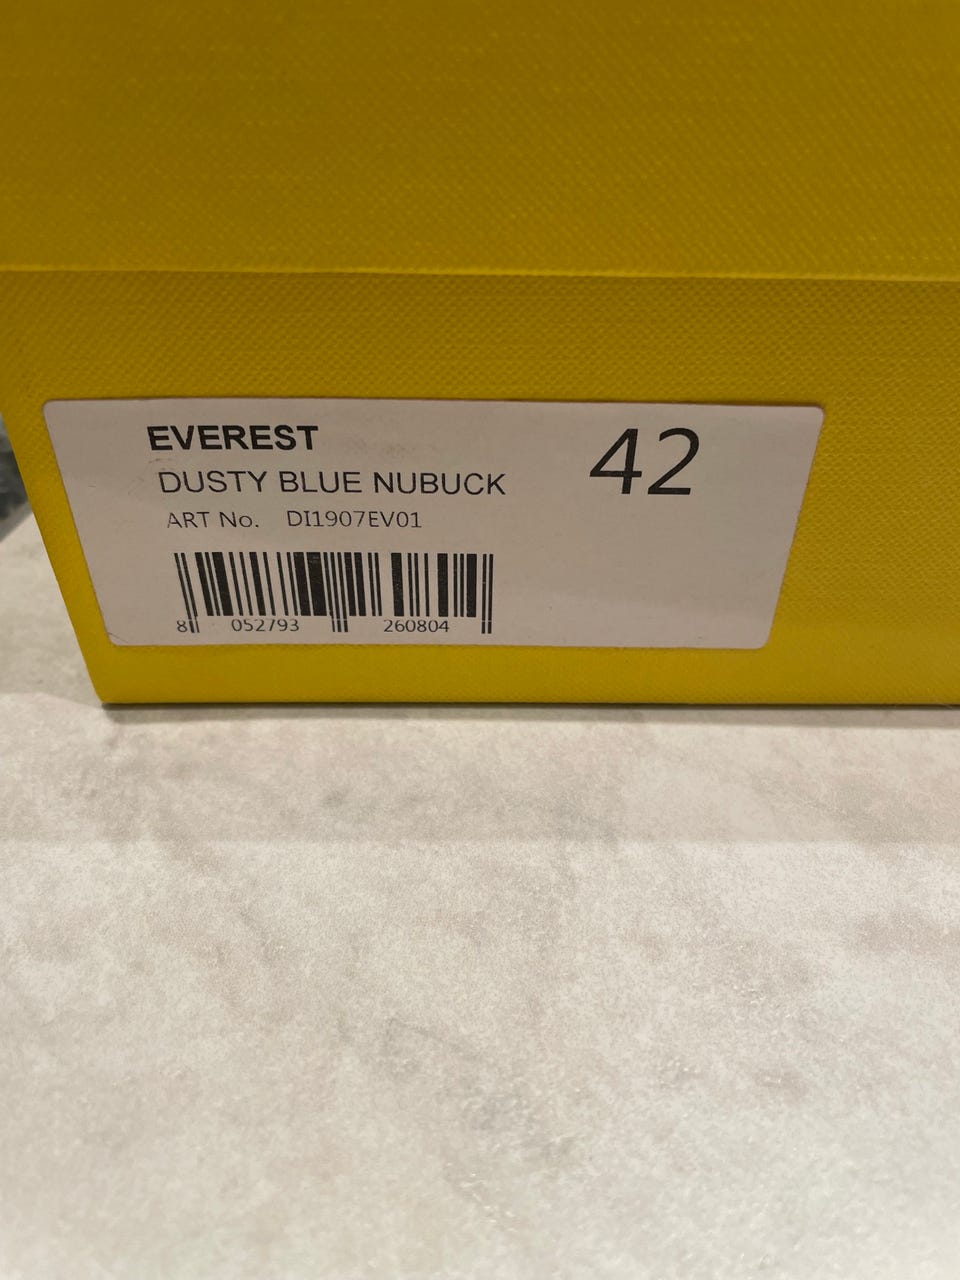 EVEREST
42
DUSTY BLUE NUBUCK
ART No. DI1907EV01
8 052793 260804